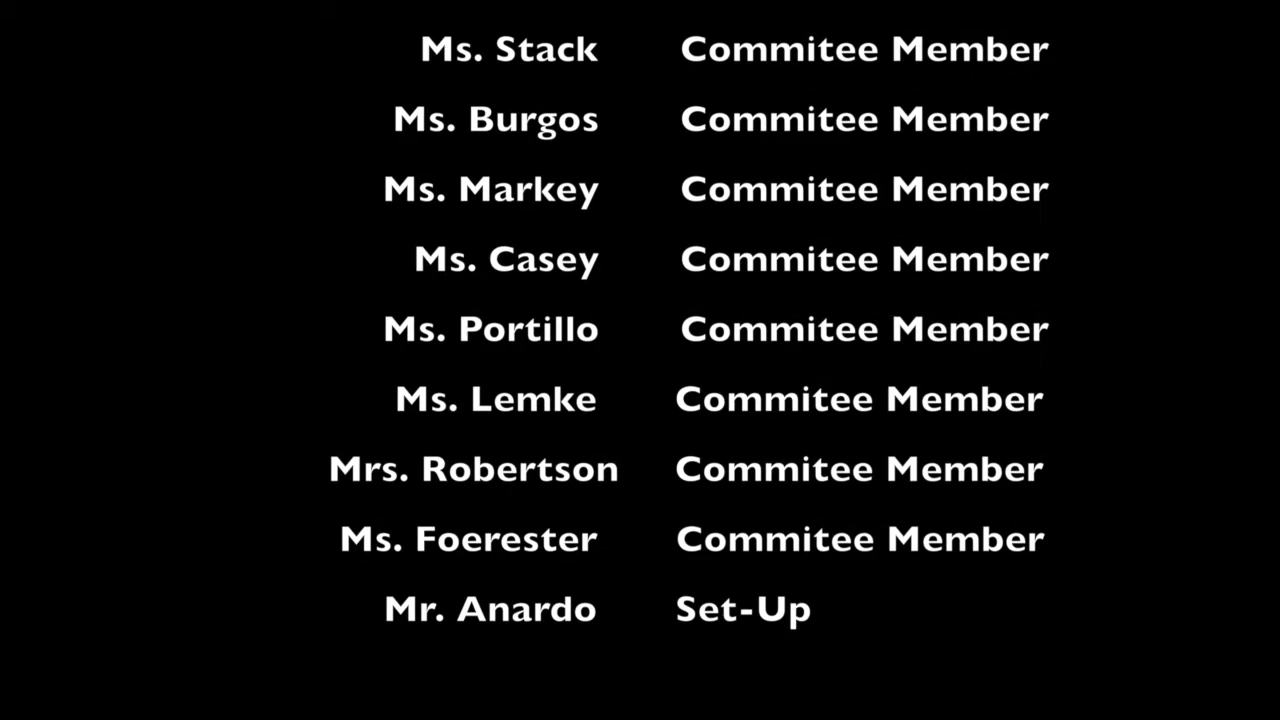 Ms. Stack Commitee Member
Ms. Burgos Commitee Member
Ms. Markey Commitee Member
Ms. Casey Commitee Member
Ms. Portillo Commitee Member
Ms. Lemke Commitee Member
Mrs. Robertson Commitee Member
Ms. Foerester Commitee Member
Mr. Anardo Set-Up